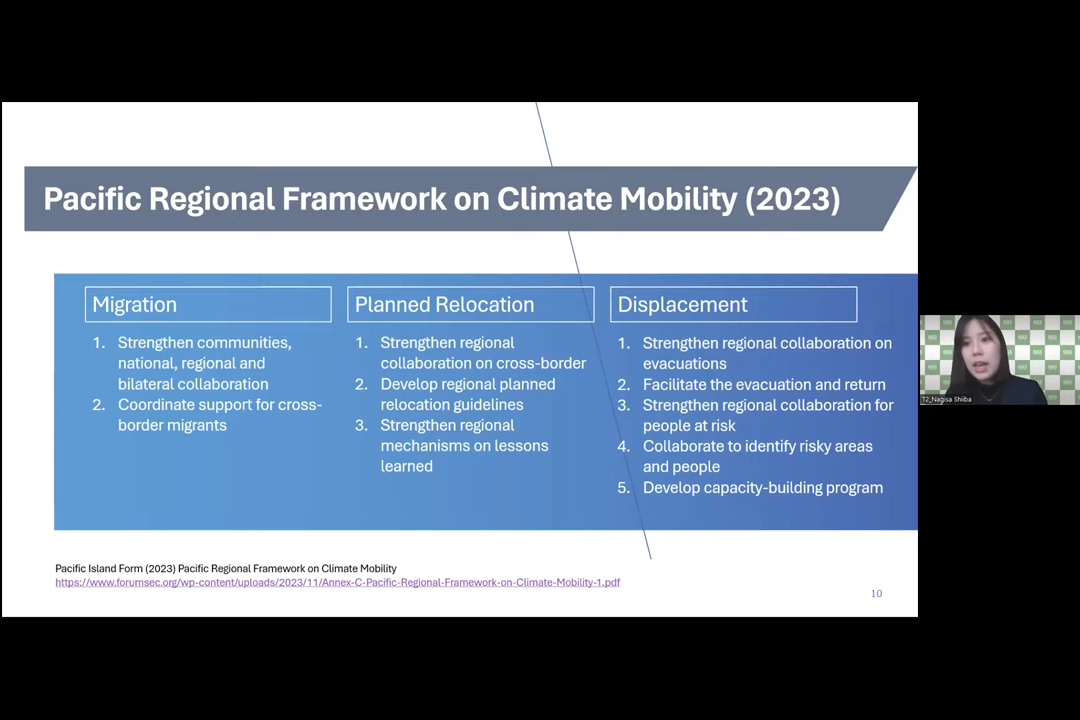 Pacific Regional Framework on Climate Mobility (2023)
Migration
1. Strengthen communities,
national, regional and
bilateral collaboration
2. Coordinate support for cross-
border migrants
Planned Relocation
1. Strengthen regional
collaboration on cross-border
2. Develop regional planned
relocation guidelines
3. Strengthen regional
mechanisms on lessons
learned
Displacement
1. Strengthen regional collaboration on
evacuations
2. Facilitate the evacuation and return
3. Strengthen regional collaboration for
people at risk
4. Collaborate to identify risky areas
and people
5. Develop capacity-building program
Pacific Island Form (2023) Pacific Regional Framework on Climate Mobility
https://www.forumsec.org/wp-content/uploads/2023/11/Annex-C-Pacific-Regional-Framework-on-Climate-Mobility-1.pdf
10
T2_Nagisa Shiiba